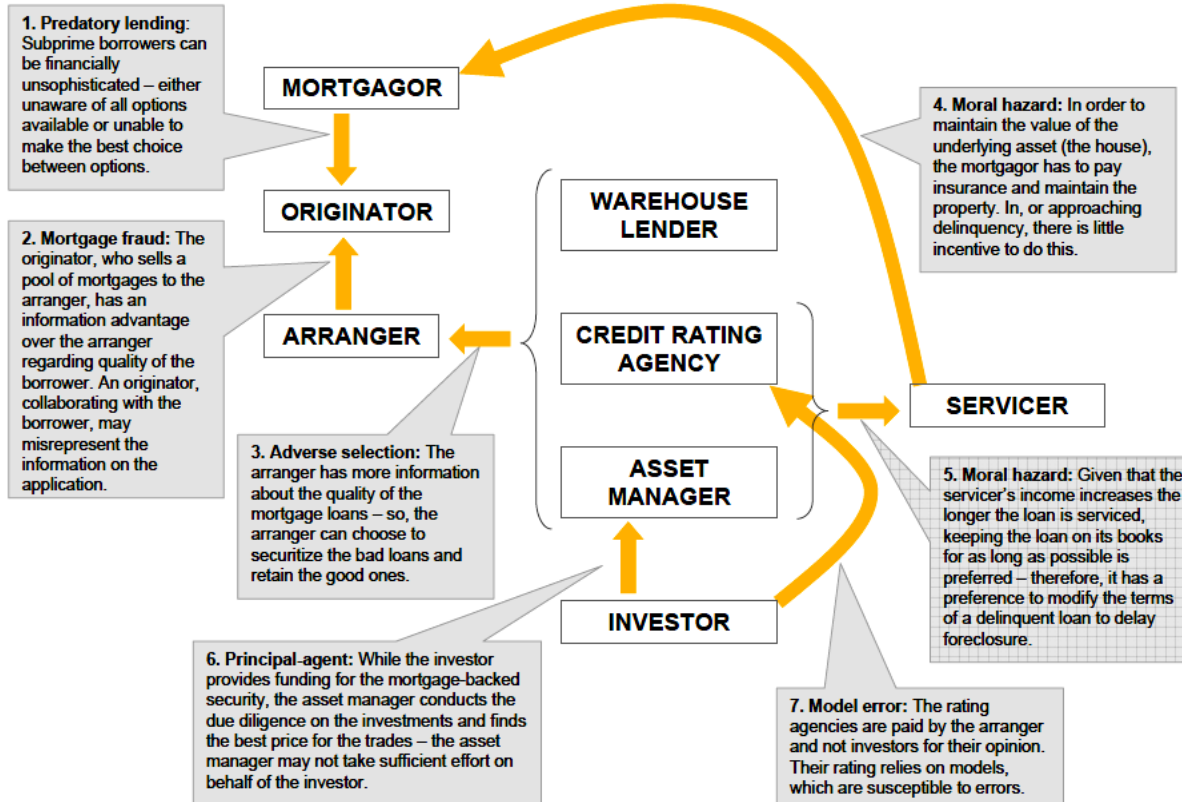 1. Predatory lending:
Subprime borrowers can
be financially
unsophisticated – either
unaware of all options
available or unable to
make the best choice
between options.
MORTGAGOR
4. Moral hazard: In order to
maintain the value of the
underlying asset (the house),
the mortgagor has to pay
insurance and maintain the
property. In, or approaching
delinquency, there is little
incentive to do this.
ORIGINATOR
WAREHOUSE
LENDER
2. Mortgage fraud: The
originator, who sells a
pool of mortgages to the
arranger, has an
information advantage
over the arranger
regarding quality of the
borrower. An originator,
collaborating with the
borrower, may
misrepresent the
information on the
application.
ARRANGER
CREDIT RATING
AGENCY
SERVICER
3. Adverse selection: The
arranger has more information
about the quality of the
mortgage loans – so, the
arranger can choose to
securitize the bad loans and
retain the good ones.
ASSET
MANAGER
5. Moral hazard: Given that the
servicer's income increases the
longer the loan is serviced,
keeping the loan on its books
for as long as possible is
preferred – therefore, it has a
preference to modify the terms
of a delinquent loan to delay
foreclosure.
INVESTOR
6. Principal-agent: While the investor
provides funding for the mortgage-backed
security, the asset manager conducts the
due diligence on the investments and finds
the best price for the trades – the asset
manager may not take sufficient effort on
behalf of the investor.
7. Model error: The rating
agencies are paid by the arranger
and not investors for their opinion.
Their rating relies on models,
which are susceptible to errors.